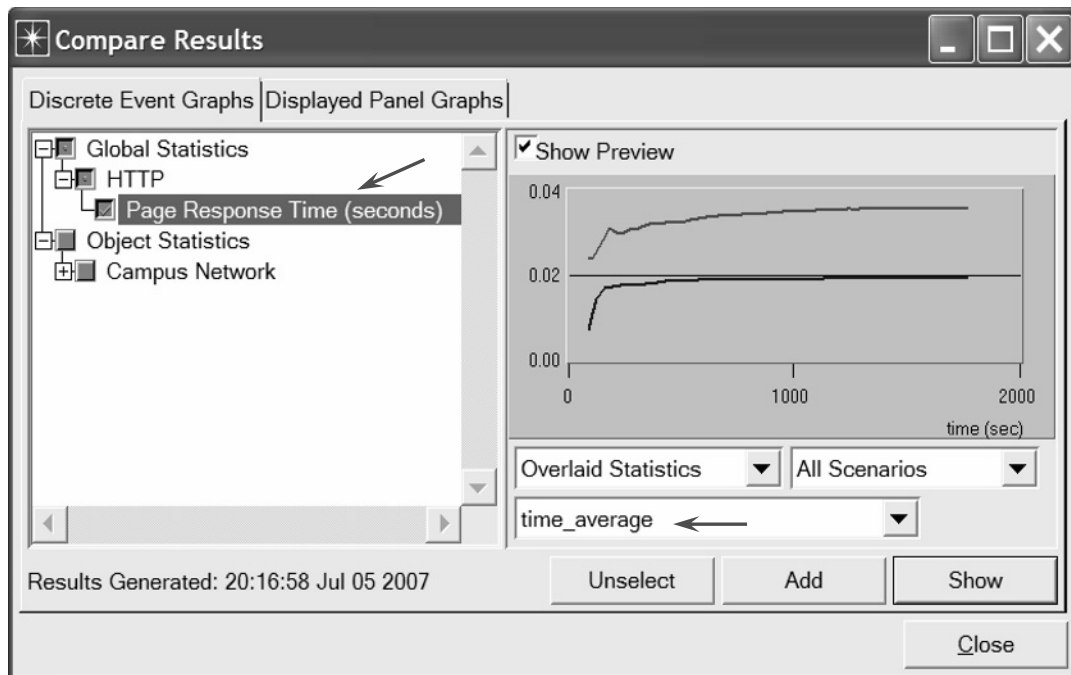 Compare Results
Discrete Event Graphs Displayed Panel Graphs
Global Statistics
HTTP
Page Response Time (seconds)
Object Statistics
Campus Network
Show Preview
0.04
0.02
0.00
0 1000 2000
time (sec)
Overlaid Statistics All Scenarios
time_average
Results Generated: 20:16:58 Jul 05 2007 Unselect Add Show
Close